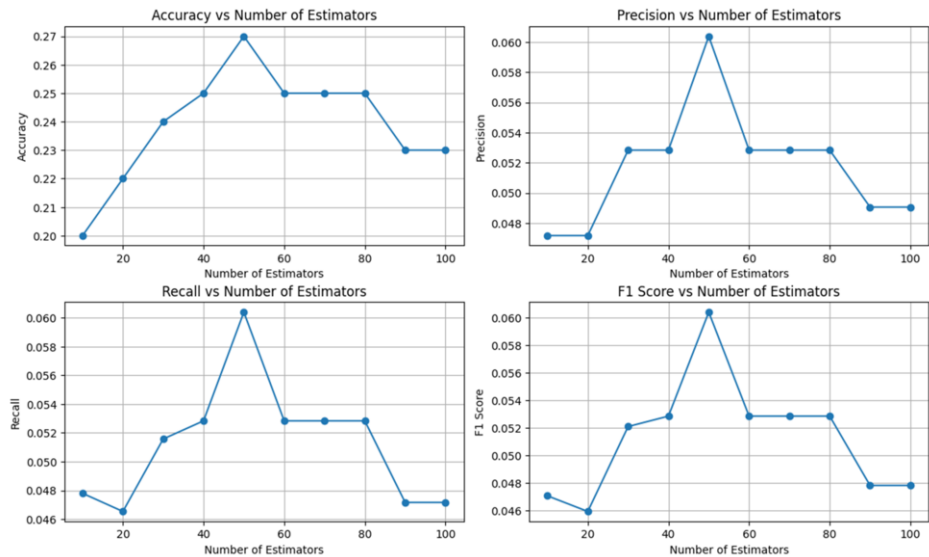 Accuracy vs Number of Estimators
0.27
0.26
0.25
0.24
0.23
0.22
0.21
0.20
Accuracy
20 40 60 80 100
Number of Estimators
Precision vs Number of Estimators
0.060
0.058
0.056
0.054
0.052
0.050
0.048
Precision
20 40 60 80 100
Number of Estimators
Recall vs Number of Estimators
0.060
0.058
0.056
0.054
0.052
0.050
0.048
0.046
Recall
20 40 60 80 100
Number of Estimators
F1 Score vs Number of Estimators
0.060
0.058
0.056
0.054
0.052
0.050
0.048
0.046
F1 Score
20 40 60 80 100
Number of Estimators